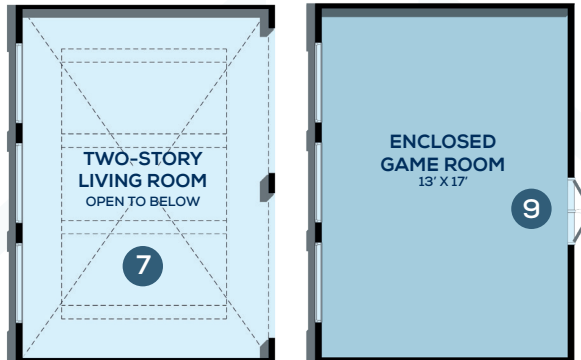 TWO-STORY
LIVING ROOM
OPEN TO BELOW
7
ENCLOSED
GAME ROOM
13' X 17'
9